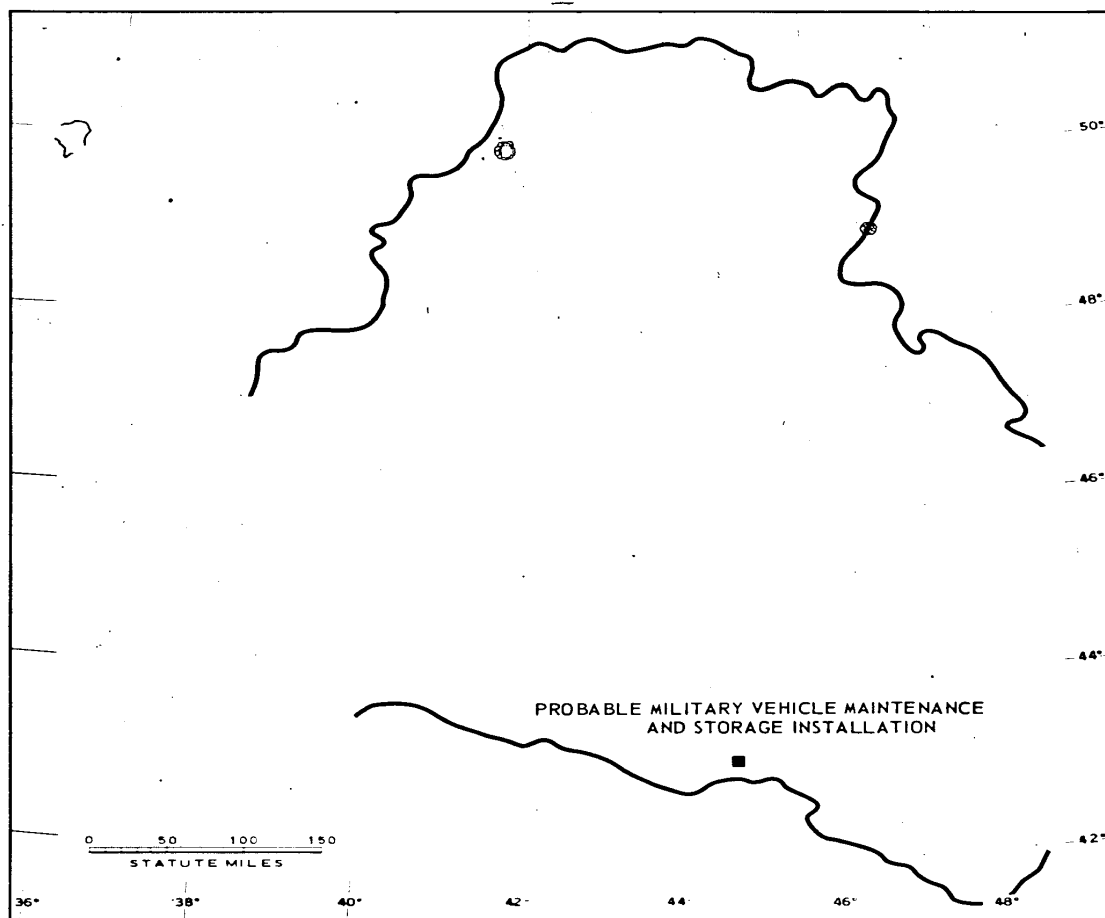 50°
48°
46°
44°
PROBABLE MILITARY VEHICLE MAINTENANCE
AND STORAGE INSTALLATION
0 50 100 150
STATUTE MILES
42°
36° 38° 40° 42° 44° 46° 48°